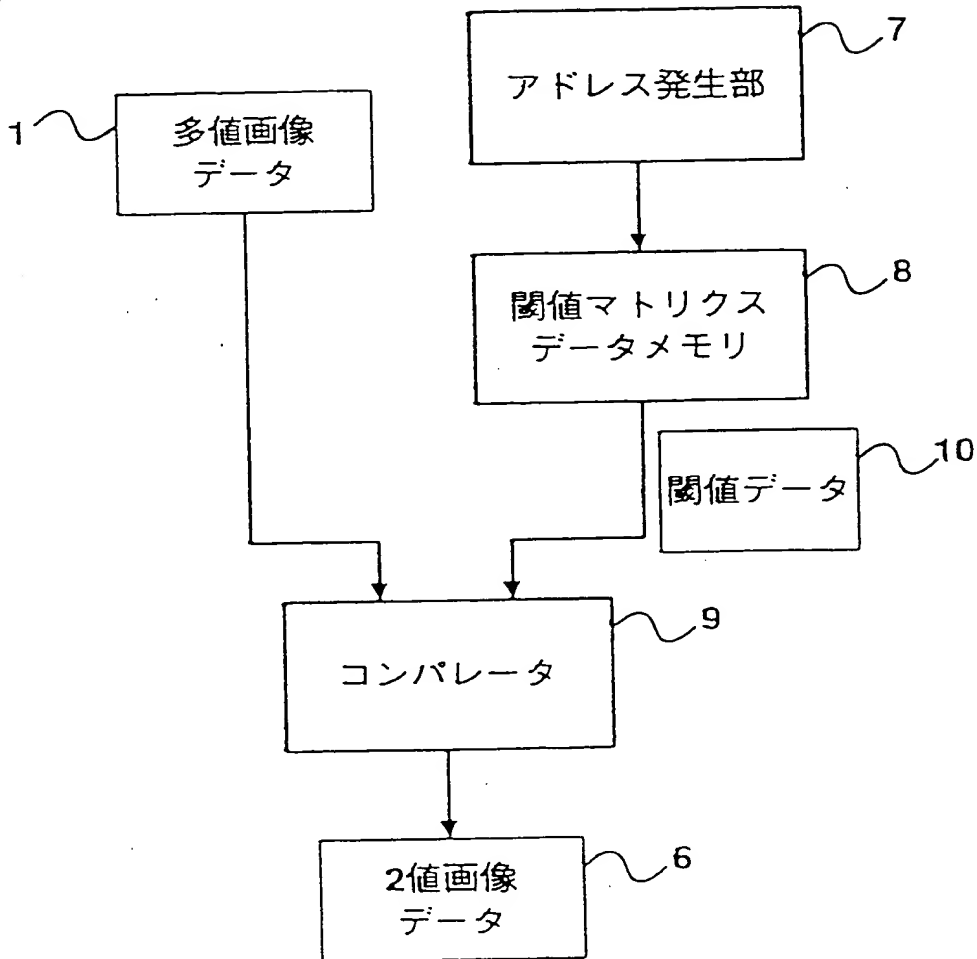 7
アドレス発生部
1
多値画像
データ
8
閾値マトリクス
データメモリ
10
閾値データ
9
コンパレータ
6
2値画像
データ